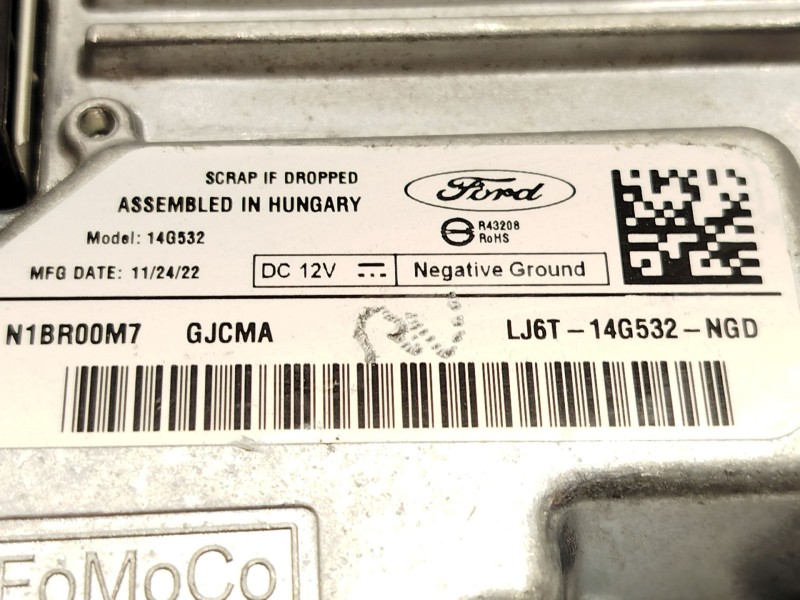 SCRAP IF DROPPED
ASSEMBLED IN HUNGARY
Ford
R43208
RoHS
Model: 14G532
MFG DATE: 11/24/22
DC 12V
Negative Ground
N1BR00M7 GJCMA LJ6T-14G532-NGD
FoMoCo